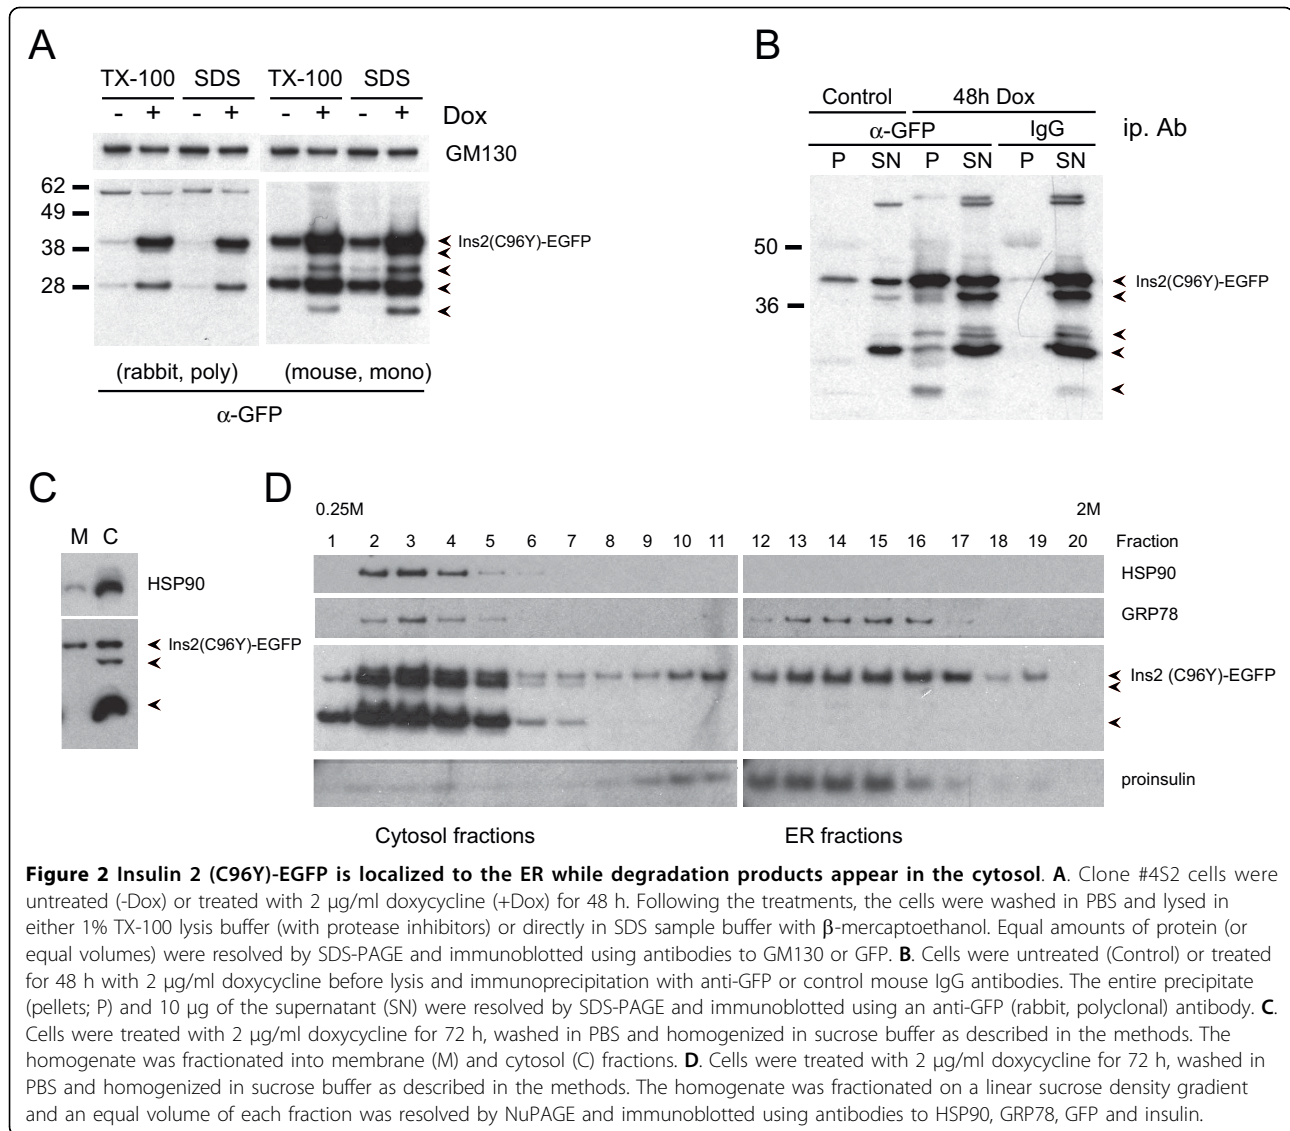 A
TX-100 SDS TX-100 SDS
- + - + - + - + Dox
GM130
62
49
38
28
Ins2(C96Y)-EGFP
(rabbit, poly) (mouse, mono)
α-GFP
B
Control 48h Dox
α-GFP IgG ip. Ab
P SN P SN P SN
50
36
Ins2(C96Y)-EGFP
C
M C
HSP90
Ins2(C96Y)-EGFP
D
0.25M 2M
1 2 3 4 5 6 7 8 9 10 11 12 13 14 15 16 17 18 19 20 Fraction
HSP90
GRP78
Ins2 (C96Y)-EGFP
proinsulin
Cytosol fractions ER fractions
Figure 2 Insulin 2 (C96Y)-EGFP is localized to the ER while degradation products appear in the cytosol. A. Clone #4S2 cells were
untreated (-Dox) or treated with 2 μg/ml doxycycline (+Dox) for 48 h. Following the treatments, the cells were washed in PBS and lysed in
either 1% TX-100 lysis buffer (with protease inhibitors) or directly in SDS sample buffer with β-mercaptoethanol. Equal amounts of protein (or
equal volumes) were resolved by SDS-PAGE and immunoblotted using antibodies to GM130 or GFP. B. Cells were untreated (Control) or treated
for 48 h with 2 μg/ml doxycycline before lysis and immunoprecipitation with anti-GFP or control mouse IgG antibodies. The entire precipitate
(pellets; P) and 10 μg of the supernatant (SN) were resolved by SDS-PAGE and immunoblotted using an anti-GFP (rabbit, polyclonal) antibody. C.
Cells were treated with 2 μg/ml doxycycline for 72 h, washed in PBS and homogenized in sucrose buffer as described in the methods. The
homogenate was fractionated into membrane (M) and cytosol (C) fractions. D. Cells were treated with 2 μg/ml doxycycline for 72 h, washed in
PBS and homogenized in sucrose buffer as described in the methods. The homogenate was fractionated on a linear sucrose density gradient
and an equal volume of each fraction was resolved by NuPAGE and immunoblotted using antibodies to HSP90, GRP78, GFP and insulin.